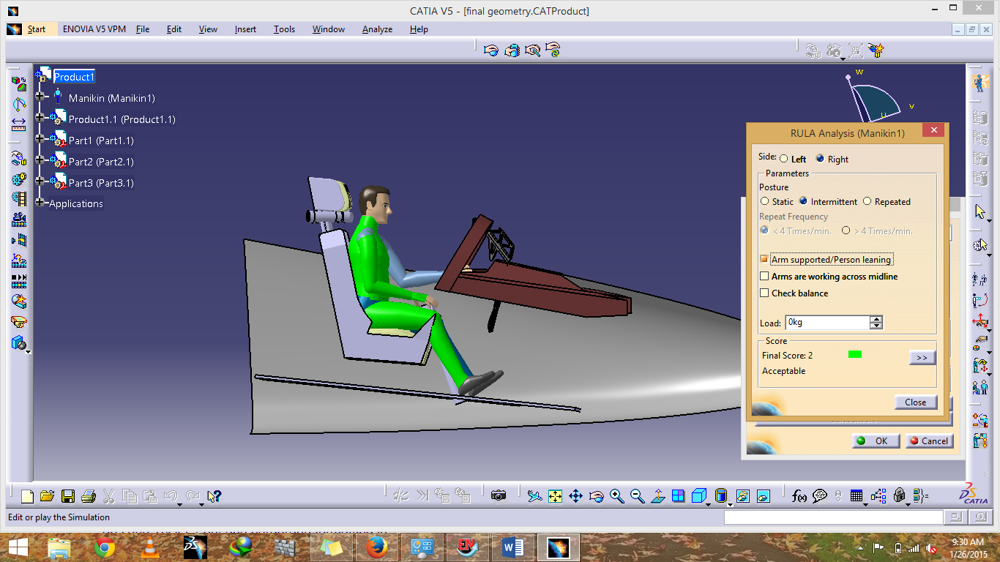 CATIA V5 - [final geometry.CATProduct]
Start ENOVIA V5 VPM File Edit View Insert Tools Window Analyze Help
Product1
Manikin (Manikin1)
Product1.1 (Product1.1)
Part1 (Part1.1)
Part2 (Part2.1)
Part3 (Part3.1)
Applications
w
v
u
RULA Analysis (Manikin1)
Side: Left Right
Parameters
Posture
Static Intermittent Repeated
Repeat Frequency
< 4 Times/min. > 4 Times/min.
Arm supported/Person leaning
Arms are working across midline
Check balance
Load: 0kg
Score
Final Score: 2
>>
Acceptable
Close
OK Cancel
f(x)
CATIA
Edit or play the Simulation
EN
9:30 AM
1/26/2015